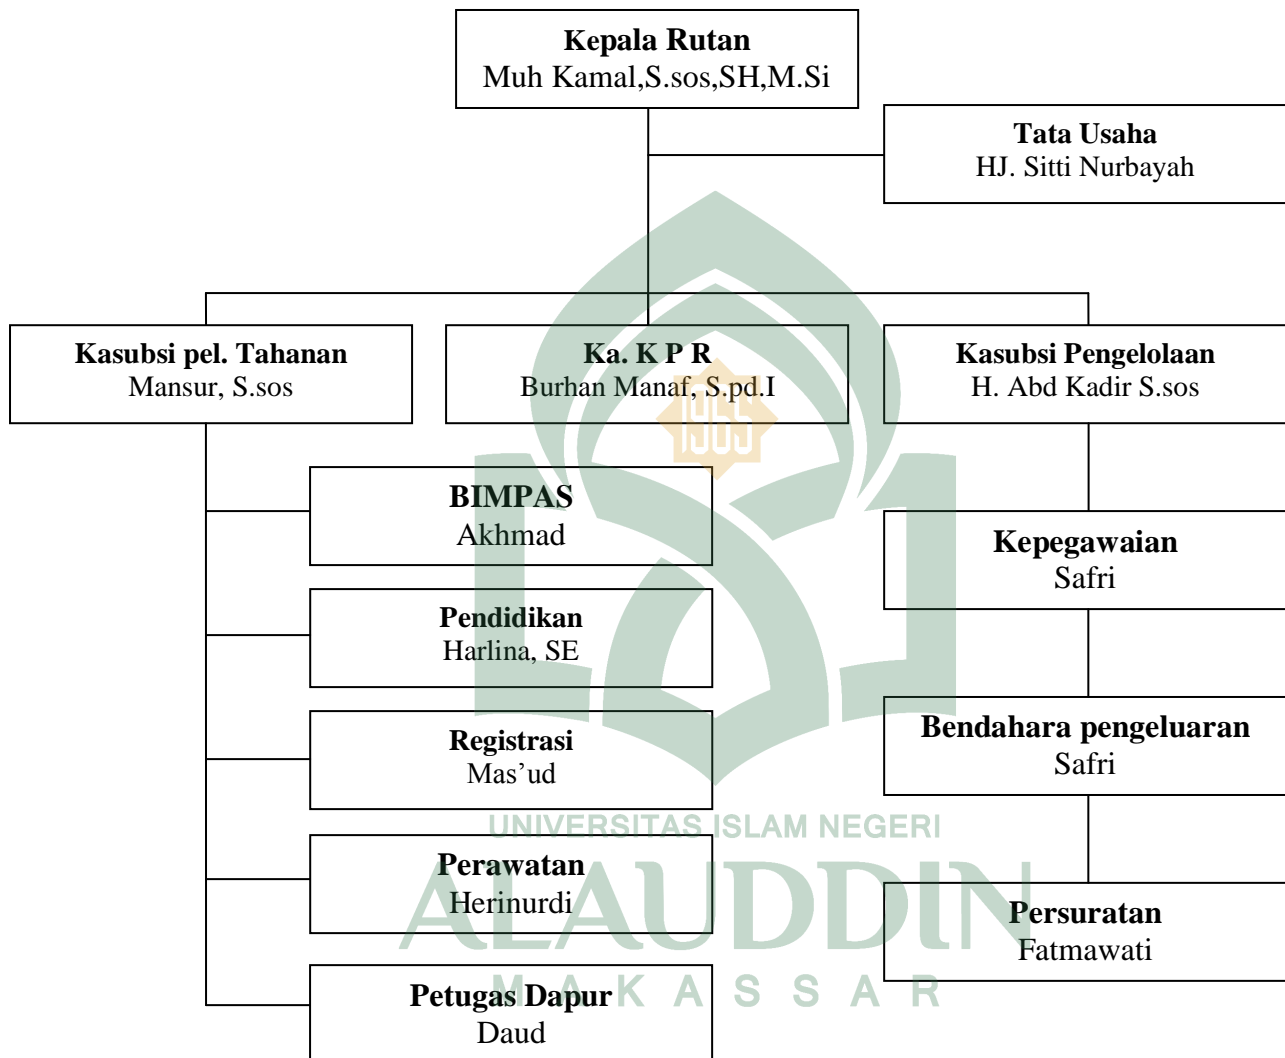 Kepala Rutan
Muh Kamal,S.sos,SH,M.Si
Tata Usaha
HJ. Sitti Nurbayah
Kasubsi pel. Tahanan
Mansur, S.sos
Ka. K P R
Burhan Manaf, S.pd.I
Kasubsi Pengelolaan
H. Abd Kadir S.sos
1965
BIMPAS
Akhmad
Pendidikan
Harlina, SE
Registrasi
Mas’ud
Perawatan
Herinurdi
Petugas Dapur
Daud
Kepegawaian
Safri
Bendahara pengeluaran
Safri
Persuratan
Fatmawati
UNIVERSITAS ISLAM NEGERI
ALAUDDIN
MAKASSAR